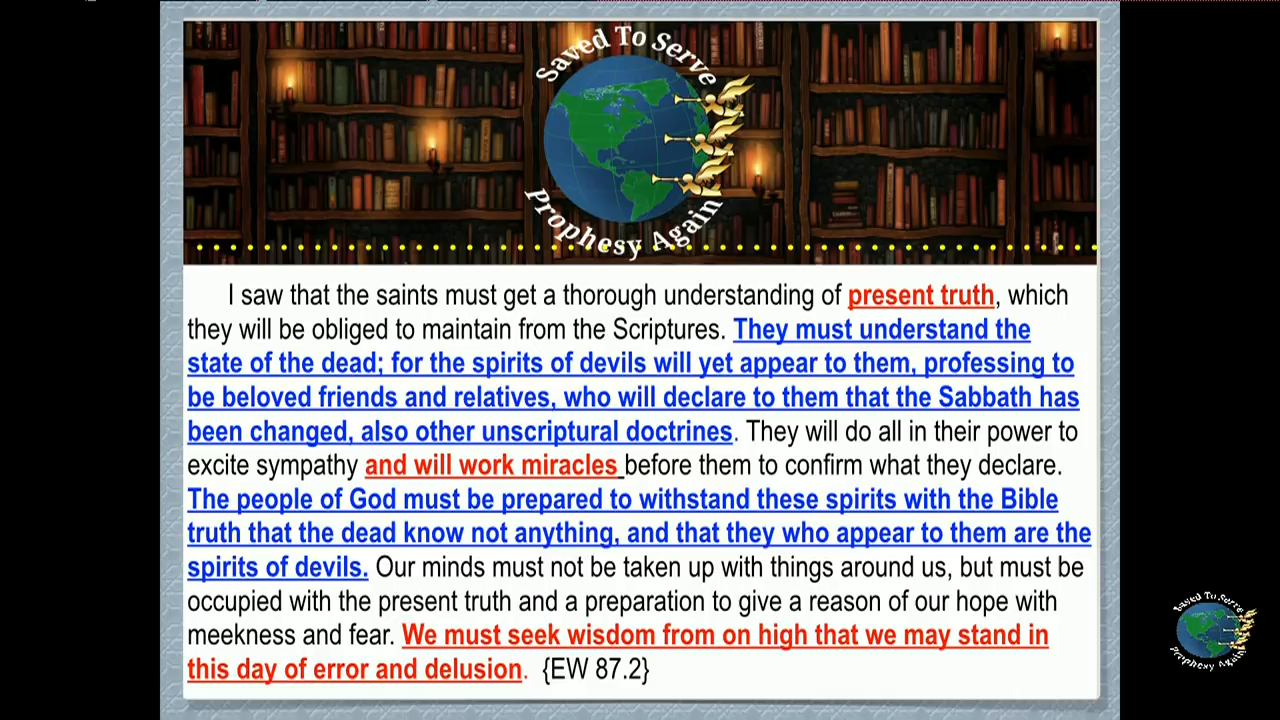 Saved To Serve
Prophesy Again
I saw that the saints must get a thorough understanding of present truth, which
they will be obliged to maintain from the Scriptures. They must understand the
state of the dead; for the spirits of devils will yet appear to them, professing to
be beloved friends and relatives, who will declare to them that the Sabbath has
been changed, also other unscriptural doctrines. They will do all in their power to
excite sympathy and will work miracles before them to confirm what they declare.
The people of God must be prepared to withstand these spirits with the Bible
truth that the dead know not anything, and that they who appear to them are the
spirits of devils. Our minds must not be taken up with things around us, but must be
occupied with the present truth and a preparation to give a reason of our hope with
meekness and fear. We must seek wisdom from on high that we may stand in
this day of error and delusion. {EW 87.2}
Saved To Serve
Prophesy Again